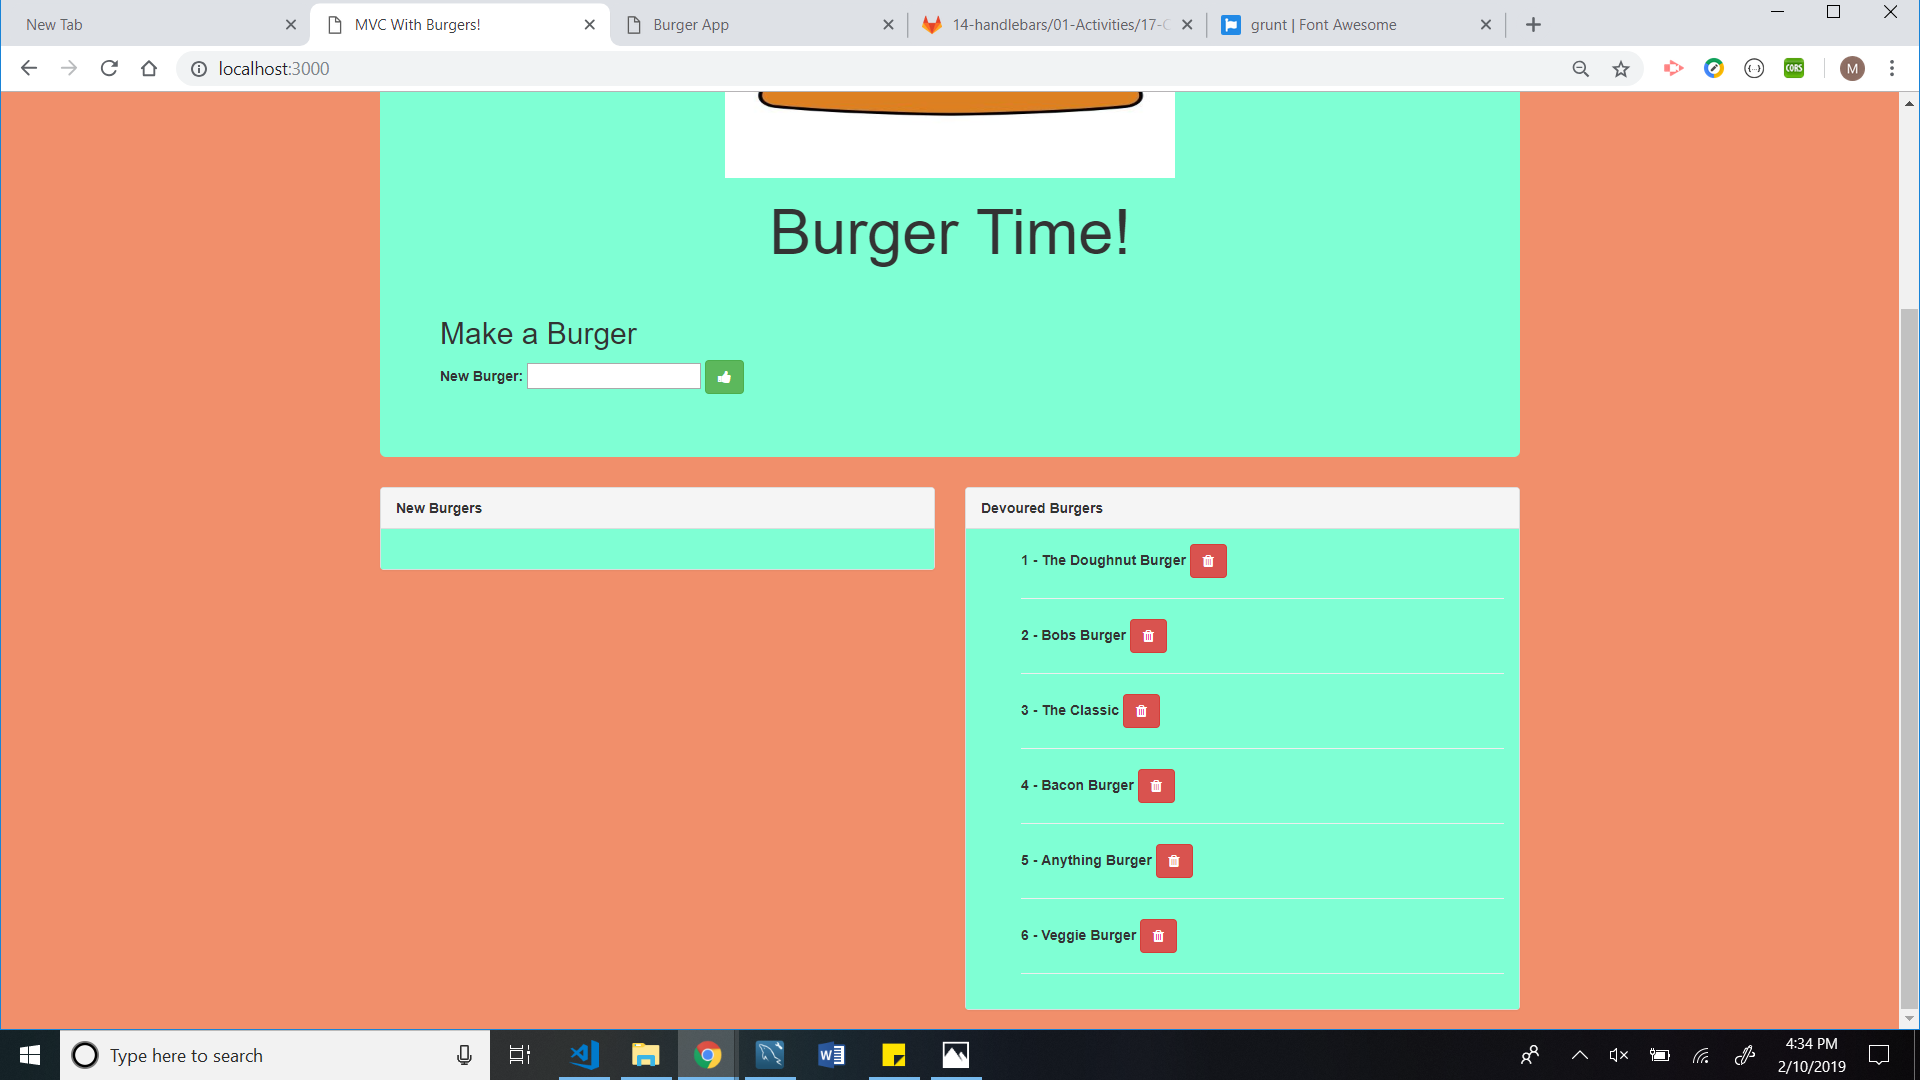 New Tab
MVC With Burgers!
Burger App
14-handlebars/01-Activities/17-C
grunt | Font Awesome
localhost:3000
CORS
M
Burger Time!
Make a Burger
New Burger:
New Burgers
Devoured Burgers
1 - The Doughnut Burger
2 - Bobs Burger
3 - The Classic
4 - Bacon Burger
5 - Anything Burger
6 - Veggie Burger
Type here to search
4:34 PM
2/10/2019